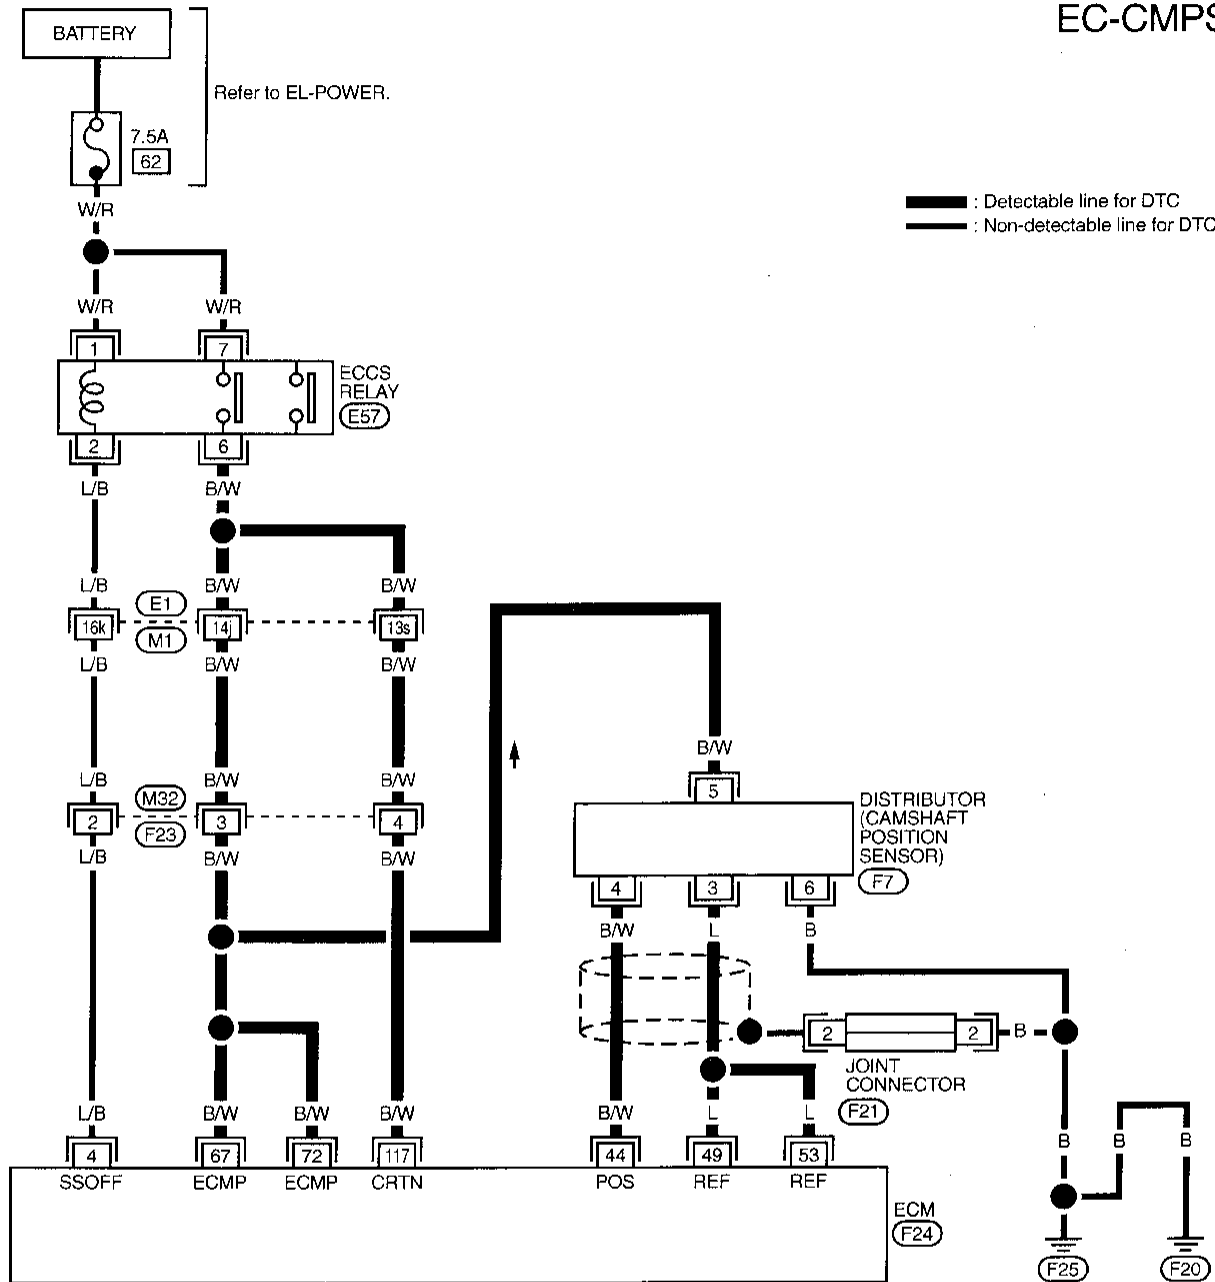 EC-CMPS
BATTERY
Refer to EL-POWER.
7.5A
62
: Detectable line for DTC
: Non-detectable line for DTC
W/R
W/R
W/R
1
7
ECCS
RELAY
E57
2
6
L/B
B/W
L/B
B/W
B/W
E1
16k
14j
13s
M1
L/B
B/W
B/W
B/W
5
L/B
B/W
B/W
M32
2
3
4
F23
L/B
B/W
B/W
DISTRIBUTOR
(CAMSHAFT
POSITION
SENSOR)
F7
4
3
6
B/W
L
B
2
2
B
JOINT
CONNECTOR
F21
L/B
B/W
B/W
B/W
B/W
L
L
B
B
B
4
67
72
117
44
49
53
SSOFF
ECMP
ECMP
CRTN
POS
REF
REF
ECM
F24
F25
F20